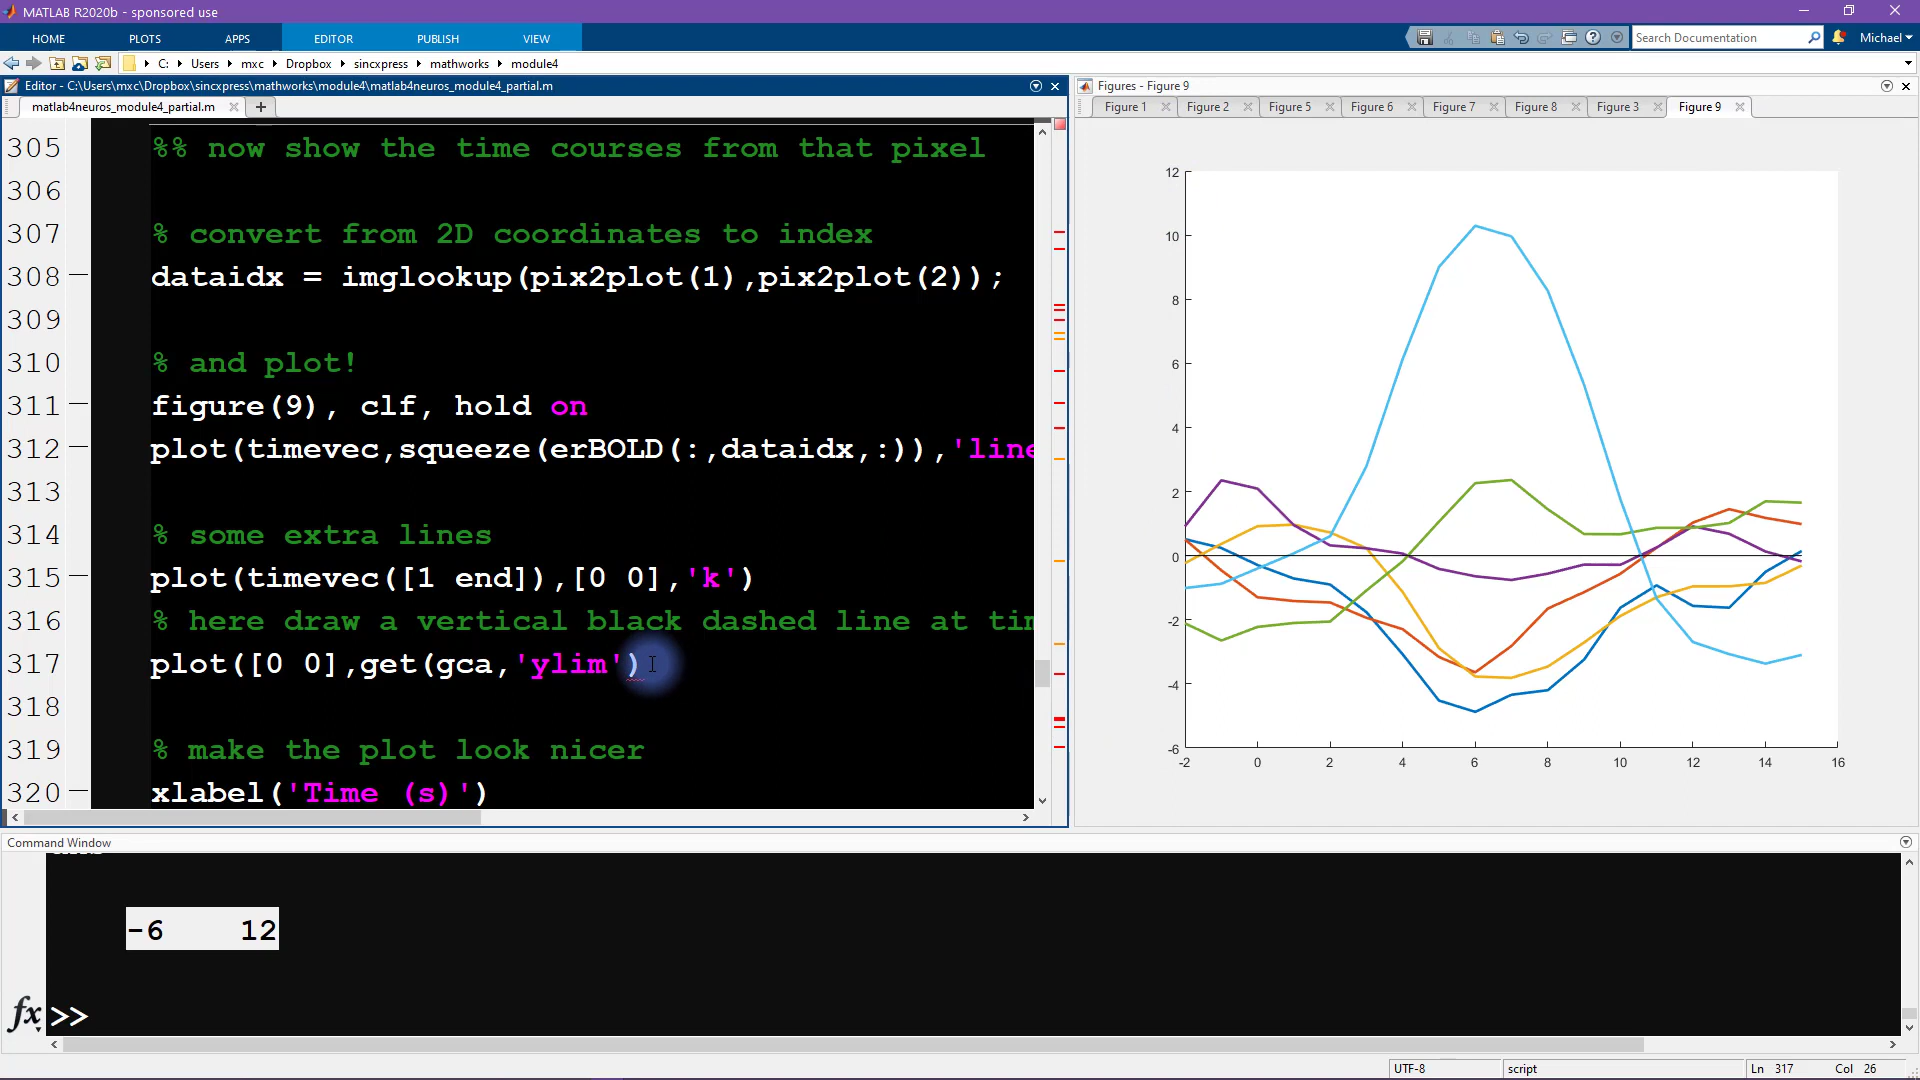 MATLAB R2020b - sponsored use
HOME PLOTS APPS EDITOR PUBLISH VIEW Search Documentation Michael
C: Users mxc Dropbox sincxpress mathworks module4
Editor - C:\Users\mxc\Dropbox\sincxpress\mathworks\module4\matlab4neuros_module4_partial.m
matlab4neuros_module4_partial.m
305 %% now show the time courses from that pixel
306
307 % convert from 2D coordinates to index
308 dataidx = imglookup(pix2plot(1),pix2plot(2));
309
310 % and plot!
311 figure(9), clf, hold on
312 plot(timevec,squeeze(erBOLD(:,dataidx,:)),'line
313
314 % some extra lines
315 plot(timevec([1 end]),[0 0],'k')
316 % here draw a vertical black dashed line at tim
317 plot([0 0],get(gca,'ylim')
318
319 % make the plot look nicer
320 xlabel('Time (s)')
Figures - Figure 9
Figure 1 Figure 2 Figure 5 Figure 6 Figure 7 Figure 8 Figure 3 Figure 9
12
10
8
6
4
2
0
-2
-4
-6
-2 0 2 4 6 8 10 12 14 16
Command Window
-6 12
fx >>
UTF-8 script Ln 317 Col 26